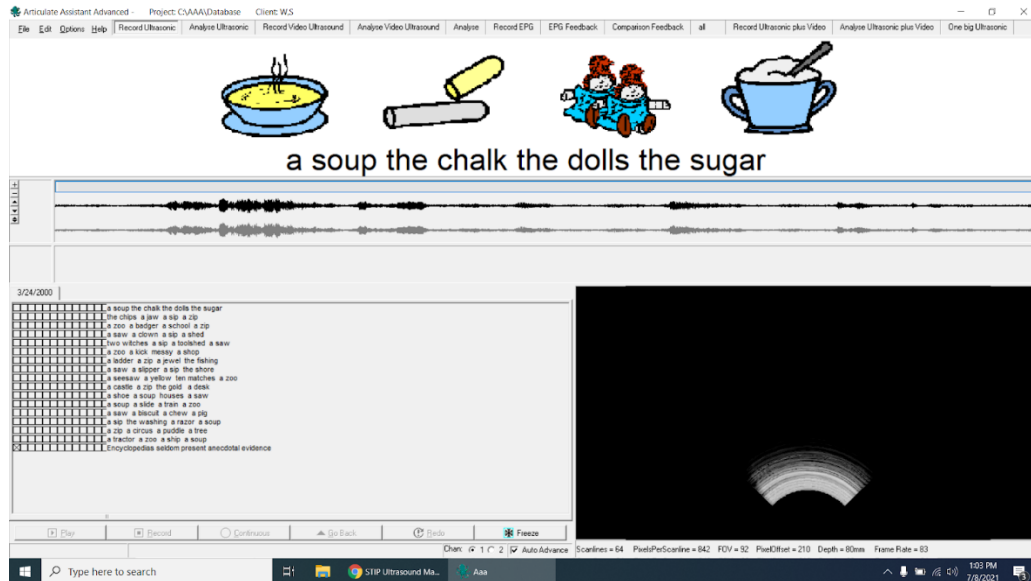 Articulate Assistant Advanced - Project: C:\AAA\Database Client: W.S
File Edit Options Help Record Ultrasonic Analyse Ultrasonic Record Video Ultrasound Analyse Video Ultrasound Analyse Record EPG EPG Feedback Comparison Feedback all Record Ultrasonic plus Video Analyse Ultrasonic plus Video One big Ultrasonic
a soup the chalk the dolls the sugar
3/24/2000
a soup the chalk the dolls the sugar
the chips a jaw a sip a zip
a zoo a badger a school a zip
a saw a clown a sip a shed
two witches a sip a toolshed a saw
a zoo a kick messy a shop
a ladder a zip a jewel the fishing
a saw a slipper a sip the shore
a seesaw a yellow ten matches a zoo
a castle a zip the gold a desk
a shoe a soup houses a saw
a soup a slide a train a zoo
a saw a biscuit a chew a pig
a sip the washing a razor a soup
a zip a circus a puddle a tree
a tractor a zoo a ship a soup
Encyclopedias seldom present anecdotal evidence
Play Record Continuous Go Back Redo Freeze
Chan: 1 2 Auto Advance Scanlines = 64 PixelsPerScanline = 842 FOV = 92 PixelOffset = 210 Depth = 80mm Frame Rate = 83
Type here to search STIP Ultrasound Ma... Aaa 1:03 PM
7/8/2021